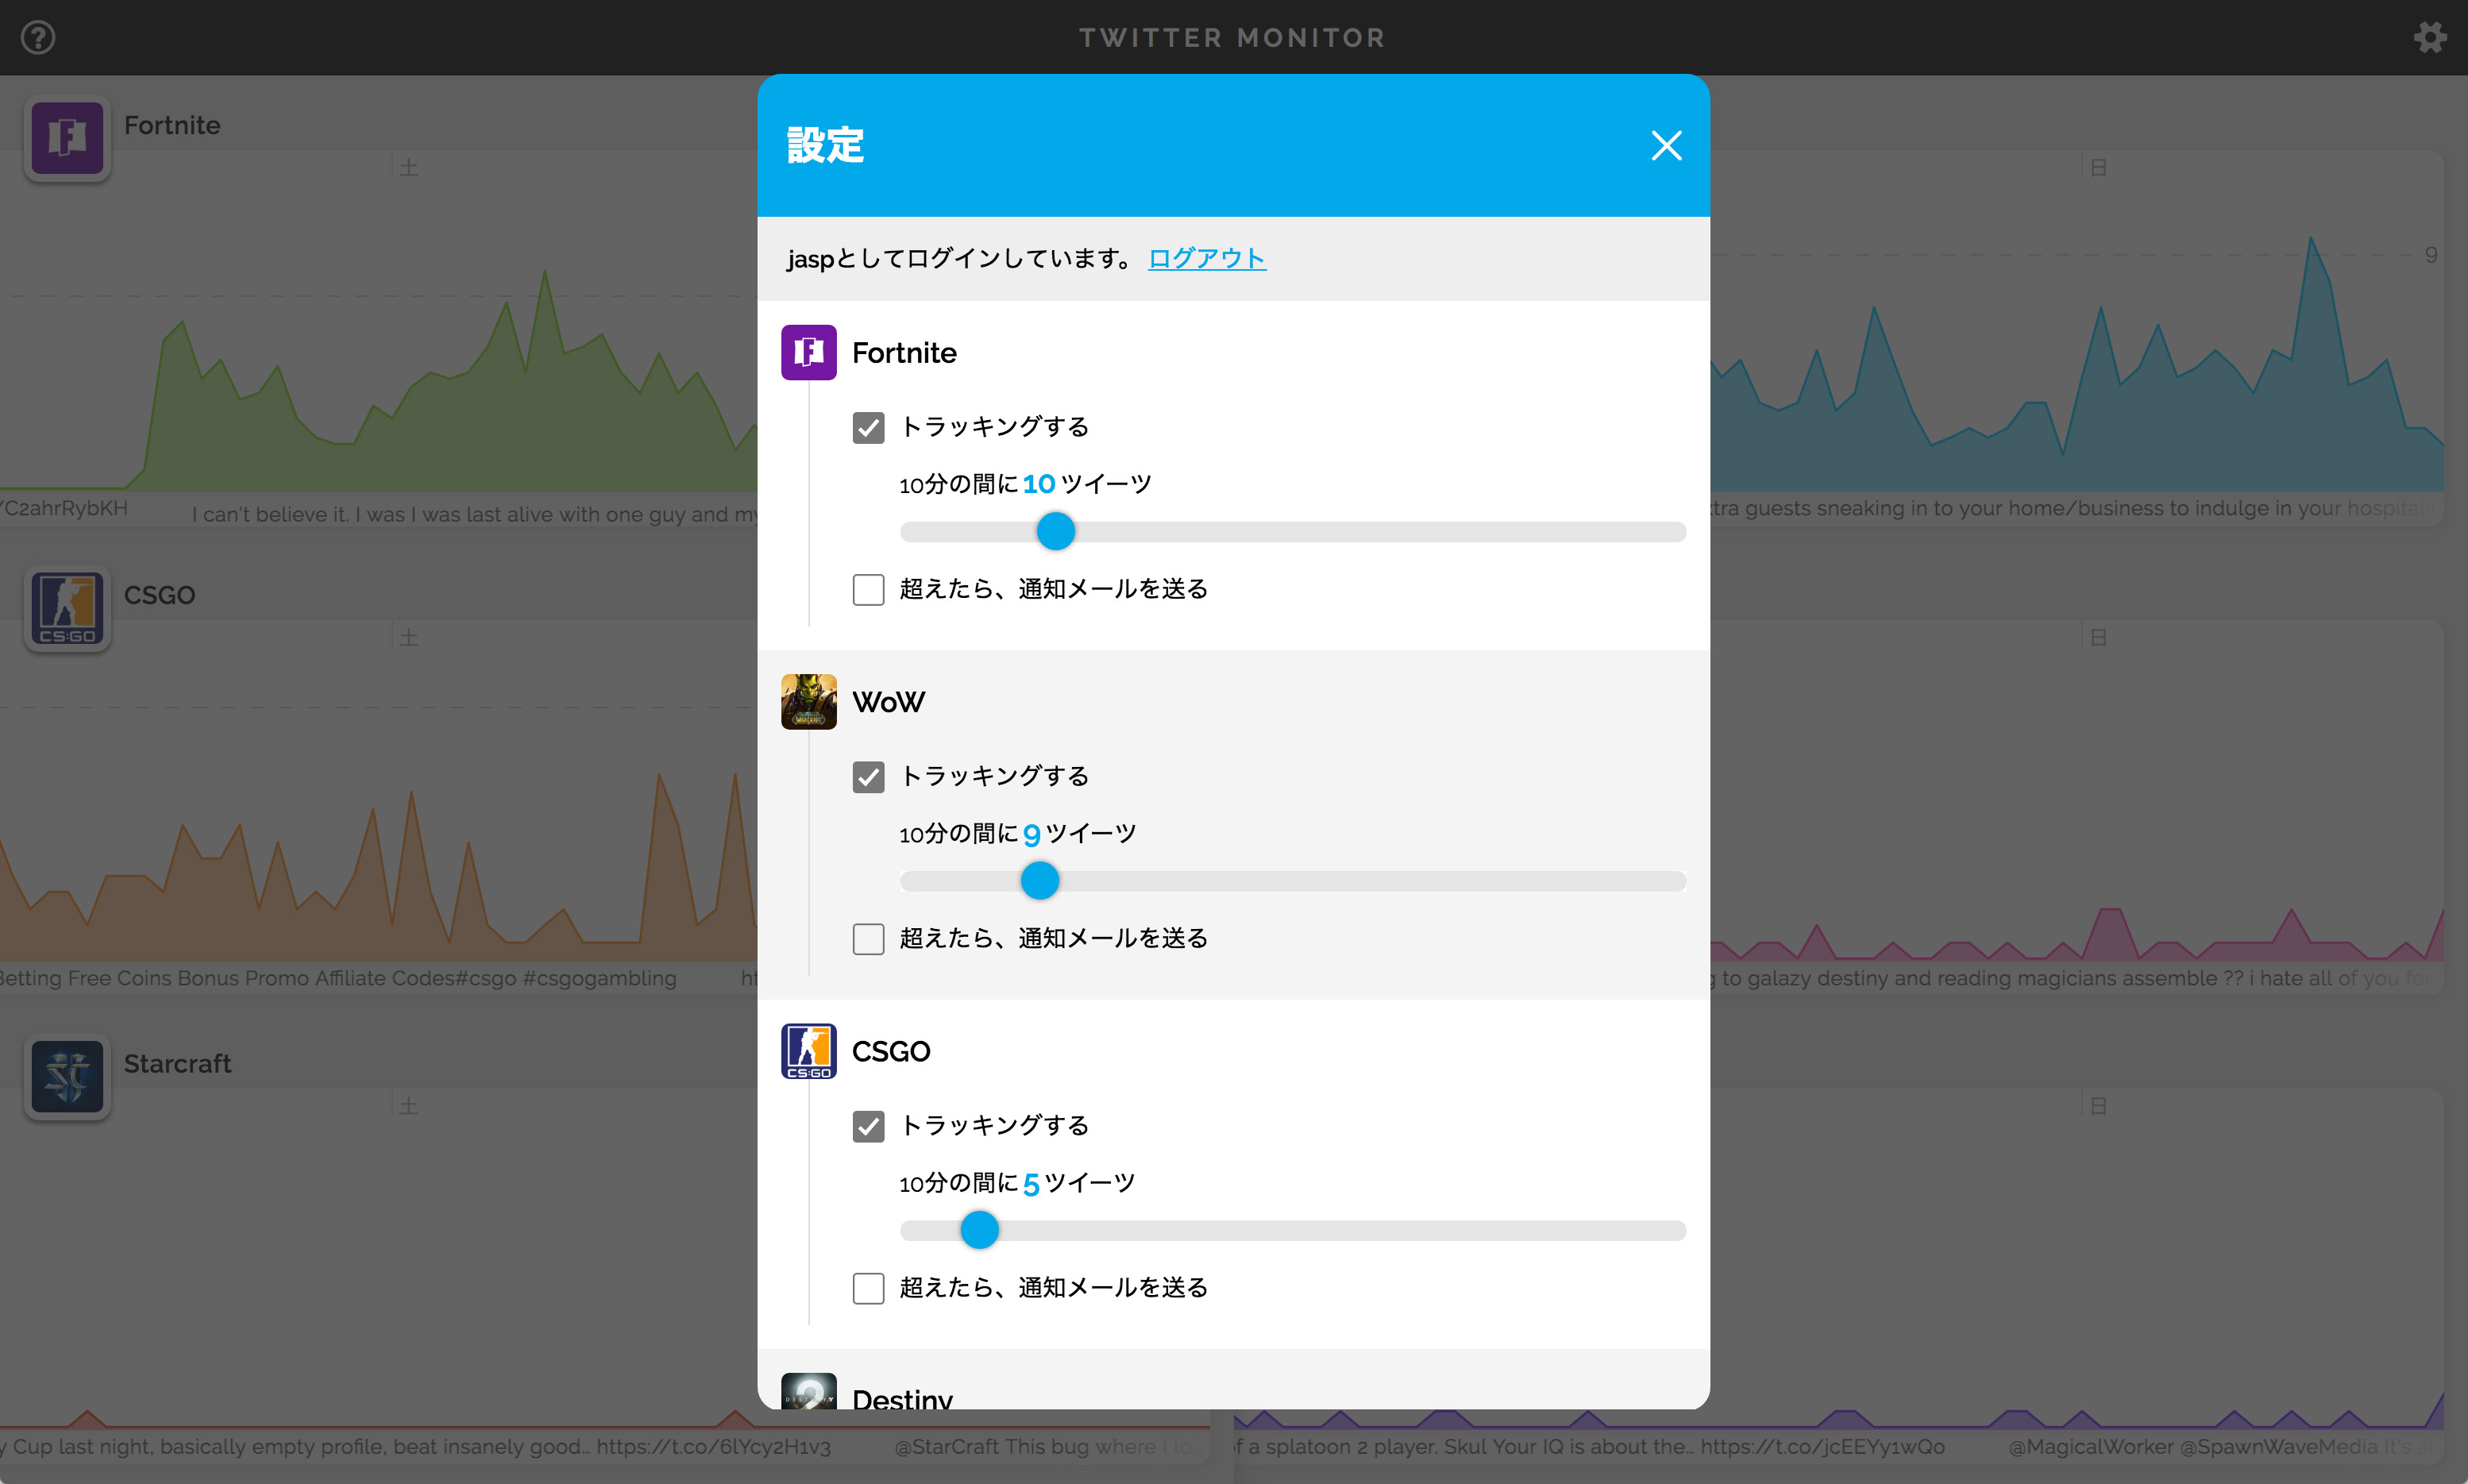 TWITTER MONITOR
Fortnite
土
/C2ahrRybKH
I can't believe it. I was I was last alive with one guy and my
CSGO
CS:GO
土
Betting Free Coins Bonus Promo Affiliate Codes#csgo #csgogambling
Starcraft
土
y Cup last night, basically empty profile, beat insanely good… https://t.co/6lYcy2H1v3
@StarCraft This bug where I
設定
jaspとしてログインしています。 ログアウト
Fortnite
トラッキングする
10分の間に 10 ツイーツ
超えたら、通知メールを送る
WoW
トラッキングする
10分の間に 9 ツイーツ
超えたら、通知メールを送る
CS:GO
CSGO
トラッキングする
10分の間に 5 ツイーツ
超えたら、通知メールを送る
Destiny
日
9
xtra guests sneaking in to your home/business to indulge in your hospitali
日
g to galazy destiny and reading magicians assemble ?? i hate all of you for
日
of a splatoon 2 player. Skul Your IQ is about the… https://t.co/jcEEYy1wQo
@MagicalWorker @SpawnWaveMedia It's a